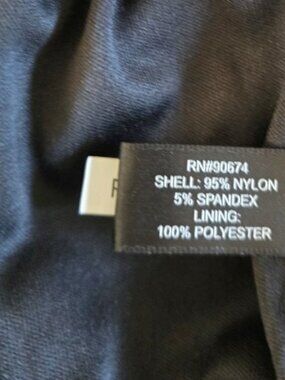 RN#90674
SHELL: 95% NYLON
5% SPANDEX
LINING:
100% POLYESTER